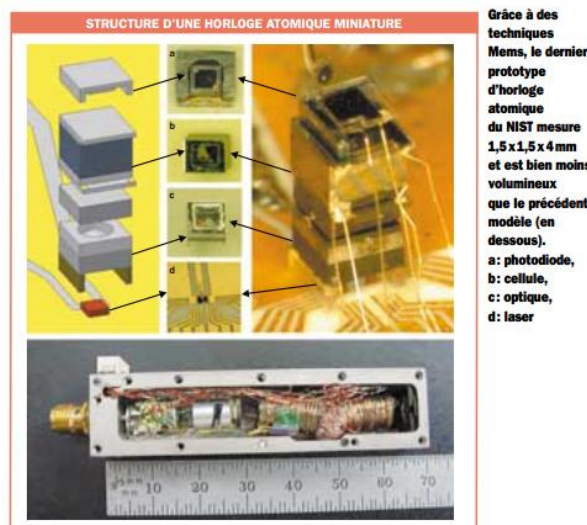 STRUCTURE D'UNE HORLOGE ATOMIQUE MINIATURE
a
b
c
d
Grâce à des
techniques
Mems, le dernier
prototype
d'horloge
atomique
du NIST mesure
1,5 x 1,5 x 4 mm
et est bien moins
volumineux
que le précédent
modèle (en
dessous).
a: photodiode,
b: cellule,
c: optique,
d: laser
mm
10 20 30 40 50 60 70